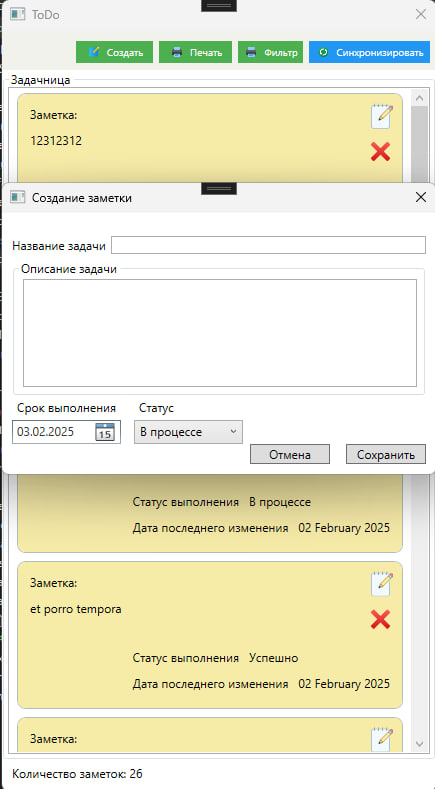 ToDo
Создать Печать Фильтр Синхронизировать
Задачница
Заметка:
12312312
Создание заметки
Название задачи
Описание задачи
Срок выполнения Статус
03.02.2025 15 В процессе
Отмена Сохранить
Статус выполнения В процессе
Дата последнего изменения 02 February 2025
Заметка:
et porro tempora
Статус выполнения Успешно
Дата последнего изменения 02 February 2025
Заметка:
Количество заметок: 26